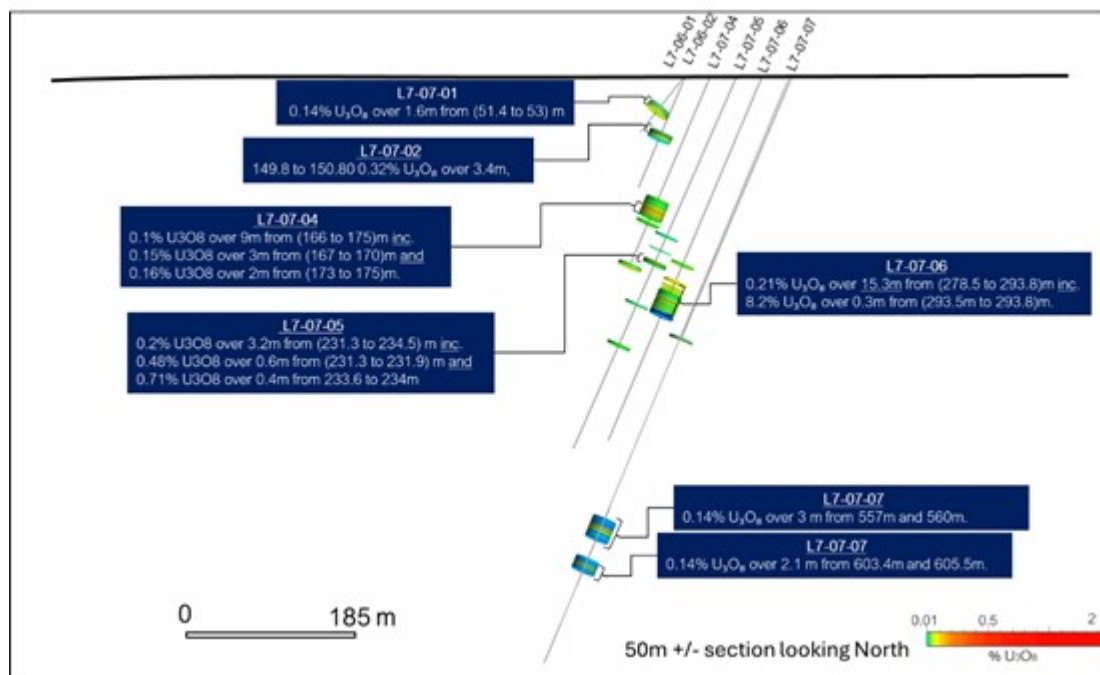 L7-06-01
L7-06-02
L7-07-04
L7-07-05
L7-07-06
L7-07-07
L7-07-01
0.14% U₃O₈ over 1.6m from (51.4 to 53) m
L7-07-02
149.8 to 150.80 0.32% U₃O₈ over 3.4m,
L7-07-04
0.1% U3O8 over 9m from (166 to 175)m inc.
0.15% U3O8 over 3m from (167 to 170)m and
0.16% U3O8 over 2m from (173 to 175)m.
L7-07-06
0.21% U₃O₈ over 15.3m from (278.5 to 293.8)m inc.
8.2% U₃O₈ over 0.3m from (293.5m to 293.8)m.
L7-07-05
0.2% U3O8 over 3.2m from (231.3 to 234.5) m inc.
0.48% U3O8 over 0.6m from (231.3 to 231.9) m and
0.71% U3O8 over 0.4m from 233.6 to 234m
L7-07-07
0.14% U₃O₈ over 3 m from 557m and 560m.
L7-07-07
0.14% U₃O₈ over 2.1 m from 603.4m and 605.5m.
0 185 m
50m +/- section looking North
0.01 0.5 2
% U₃O₈